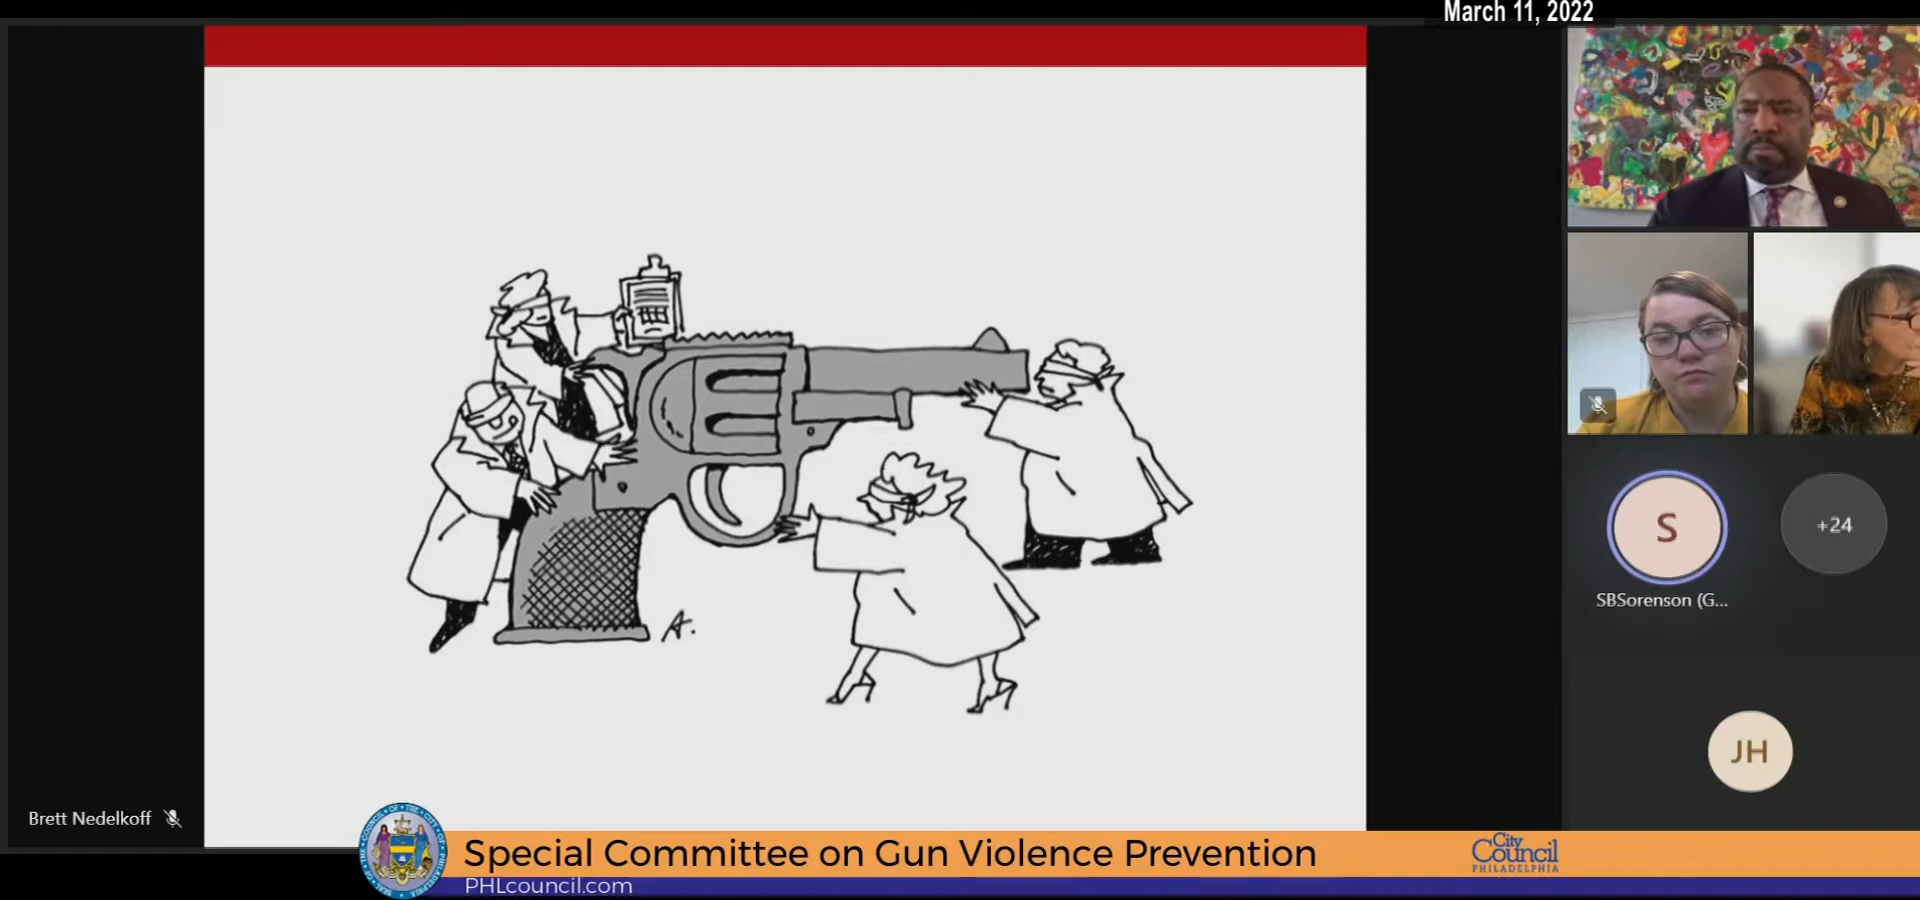 March 11, 2022
A.
S
+24
SBSorenson (G...
JH
Brett Nedelkoff
Special Committee on Gun Violence Prevention
City
Council
PHILADELPHIA
PHLcouncil.com